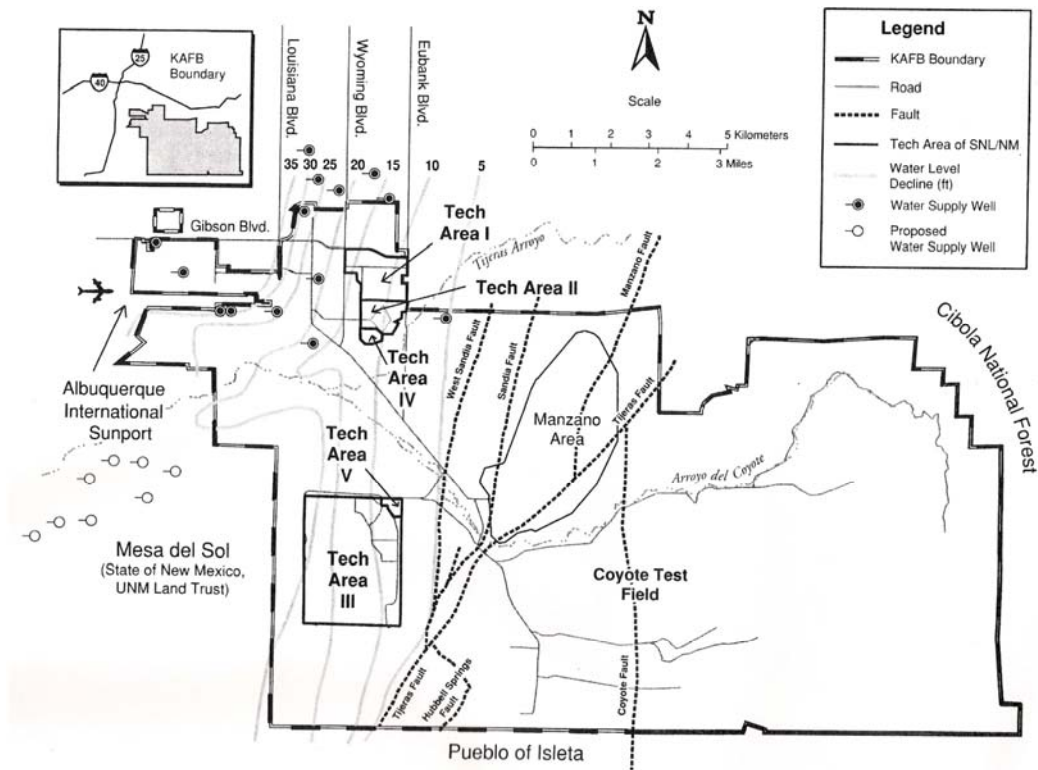 KAFB
Boundary
25
40
Louisiana Blvd.
Wyoming Blvd.
Eubank Blvd.
N
Scale
0 1 2 3 4 5 Kilometers
0 1 2 3 Miles
Legend
KAFB Boundary
Road
Fault
Tech Area of SNL/NM
Water Level
Decline (ft)
Water Supply Well
Proposed
Water Supply Well
35 30 25 20 15 10 5
Gibson Blvd.
Tech
Area I
Tijeras Arroyo
Manzano Fault
Tech Area II
Cibola National Forest
West Sandia Fault
Sandia Fault
Tech
Area
IV
Tijeras Fault
Albuquerque
International
Sunport
Manzano
Area
Tech
Area
V
Arroyo del Coyote
Mesa del Sol
(State of New Mexico,
UNM Land Trust)
Tech
Area
III
Coyote Test
Field
Tijeras Fault
Hubbell Springs
Fault
Coyote Fault
Pueblo of Isleta